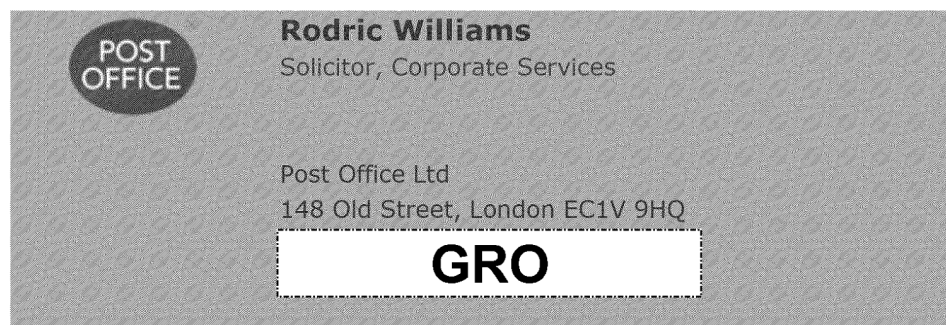 POST
OFFICE
Rodric Williams
Solicitor, Corporate Services
Post Office Ltd
148 Old Street, London EC1V 9HQ
GRO